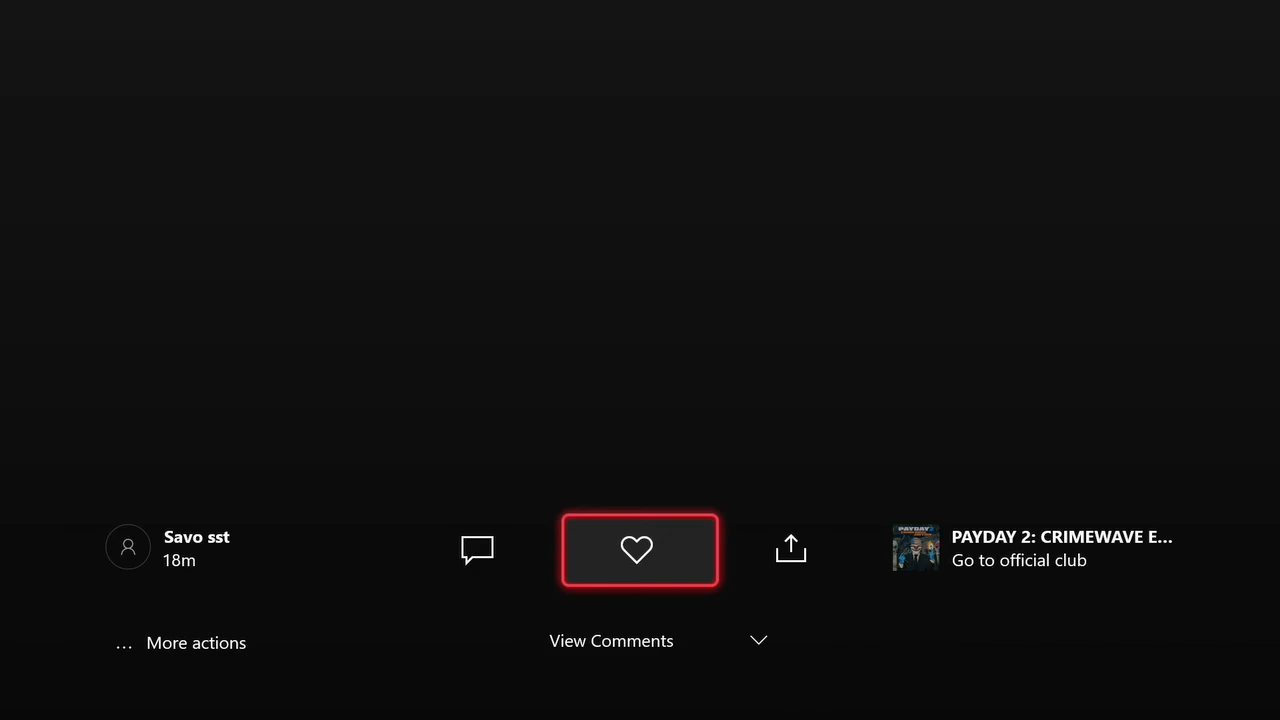 Savo sst
18m
PAYDAY 2: CRIMEWAVE E...
Go to official club
... More actions
View Comments